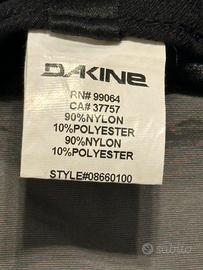 DAKINE
RN# 99064
CA# 37757
90%NYLON
10%POLYESTER
90%NYLON
10%POLYESTER
STYLE#08660100
subito